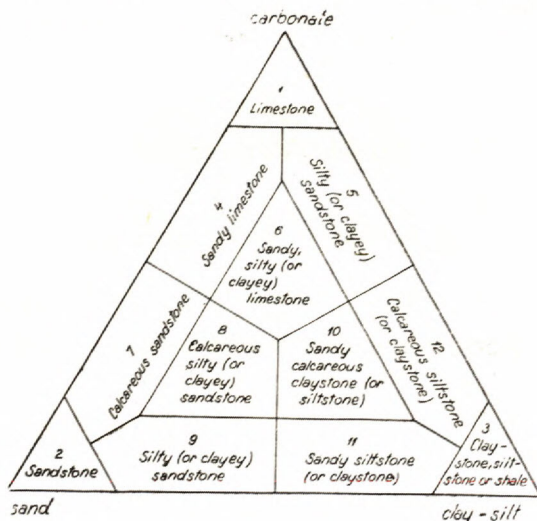 carbonate
1
Limestone
4
Sandy limestone
5
Silty (or clayey)
sandstone
6
Sandy,
silty (or
clayey)
limestone
7
Calcareous sandstone
8
Calcareous
silty (or
clayey)
sandstone
10
Sandy
calcareous
claystone (or
siltstone)
12
Calcareous siltstone
(or claystone)
2
Sandstone
9
Silty (or clayey)
sandstone
11
Sandy siltstone
(or claystone)
3
Clay-
stone, silt-
stone or shale
sand
clay-silt